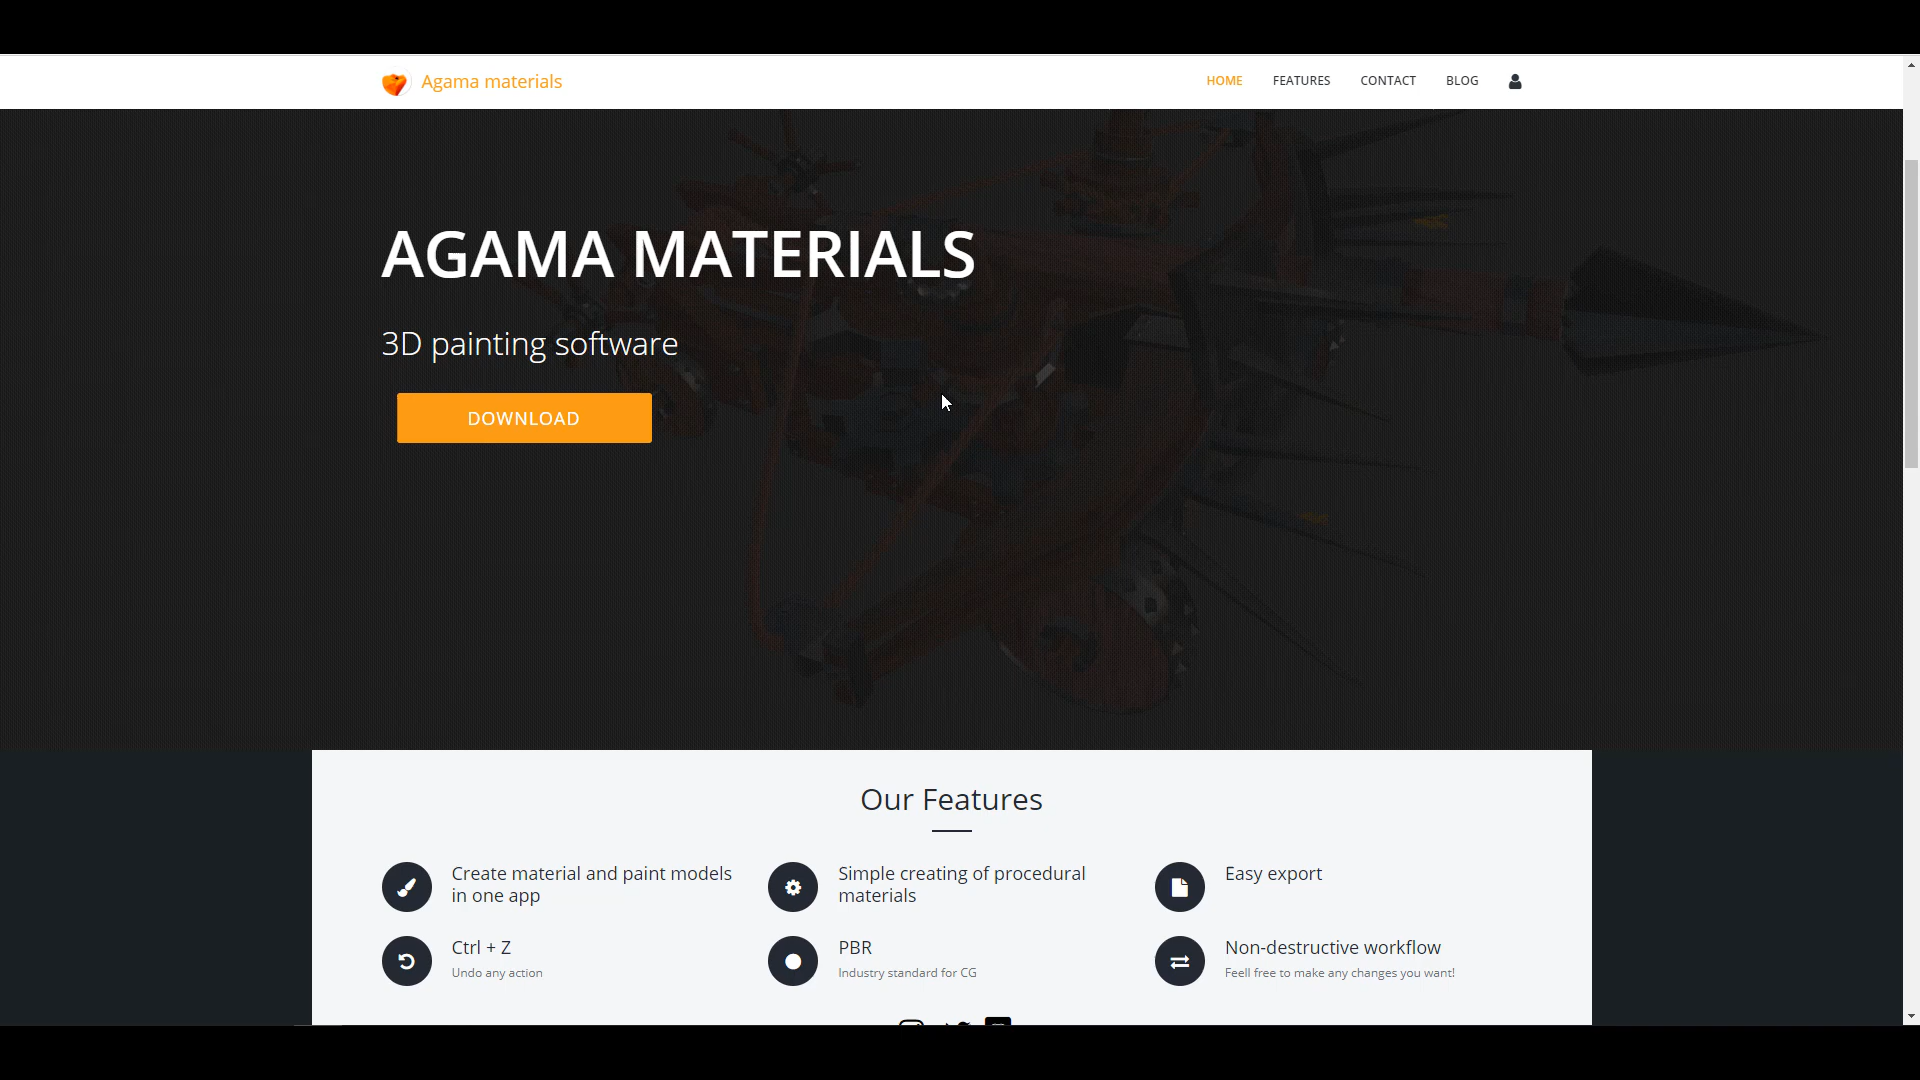 Agama materials
HOME FEATURES CONTACT BLOG
AGAMA MATERIALS
3D painting software
DOWNLOAD
Our Features
Create material and paint models
in one app
Simple creating of procedural
materials
Easy export
Ctrl + Z
Undo any action
PBR
Industry standard for CG
Non-destructive workflow
Feell free to make any changes you want!